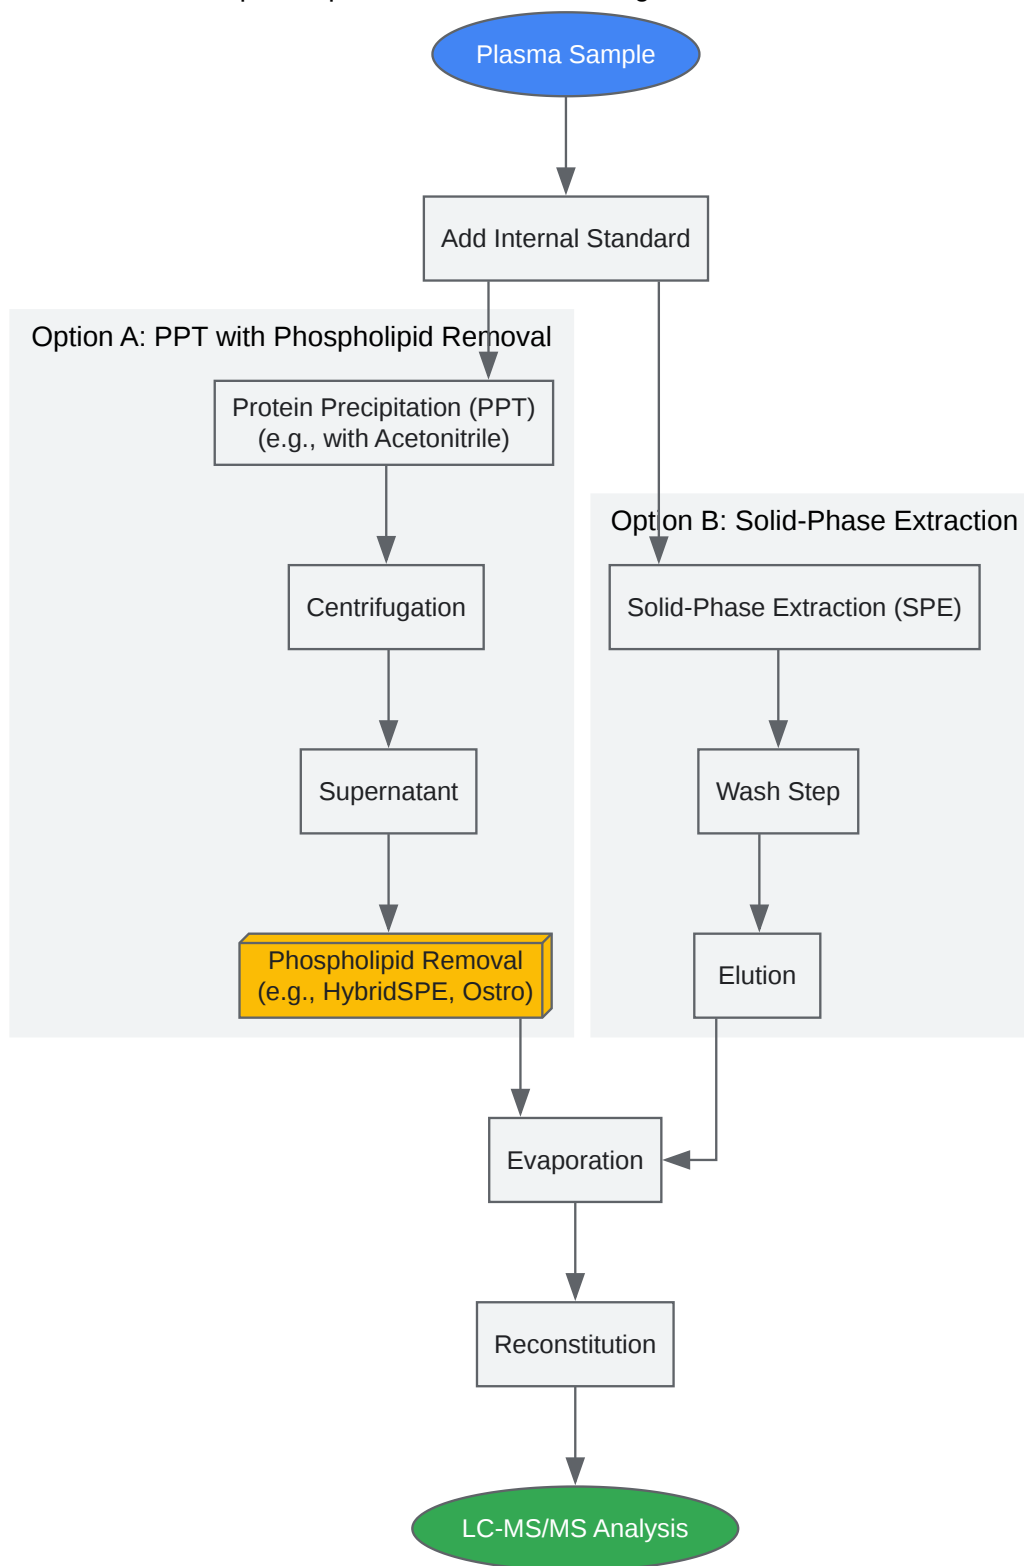 Plasma Sample
Add Internal Standard
Option A: PPT with Phospholipid Removal
Protein Precipitation (PPT)
(e.g., with Acetonitrile)
Centrifugation
Supernatant
Phospholipid Removal
(e.g., HybridSPE, Ostro)
Option B: Solid-Phase Extraction
Solid-Phase Extraction (SPE)
Wash Step
Elution
Evaporation
Reconstitution
LC-MS/MS Analysis